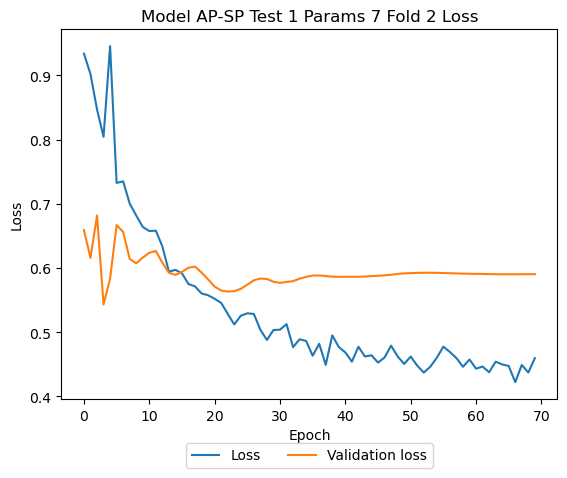 Model AP-SP Test 1 Params 7 Fold 2 Loss
0.9
0.8
0.7
0.6
0.5
0.4
Loss
0 10 20 30 40 50 60 70
Epoch
Loss Validation loss